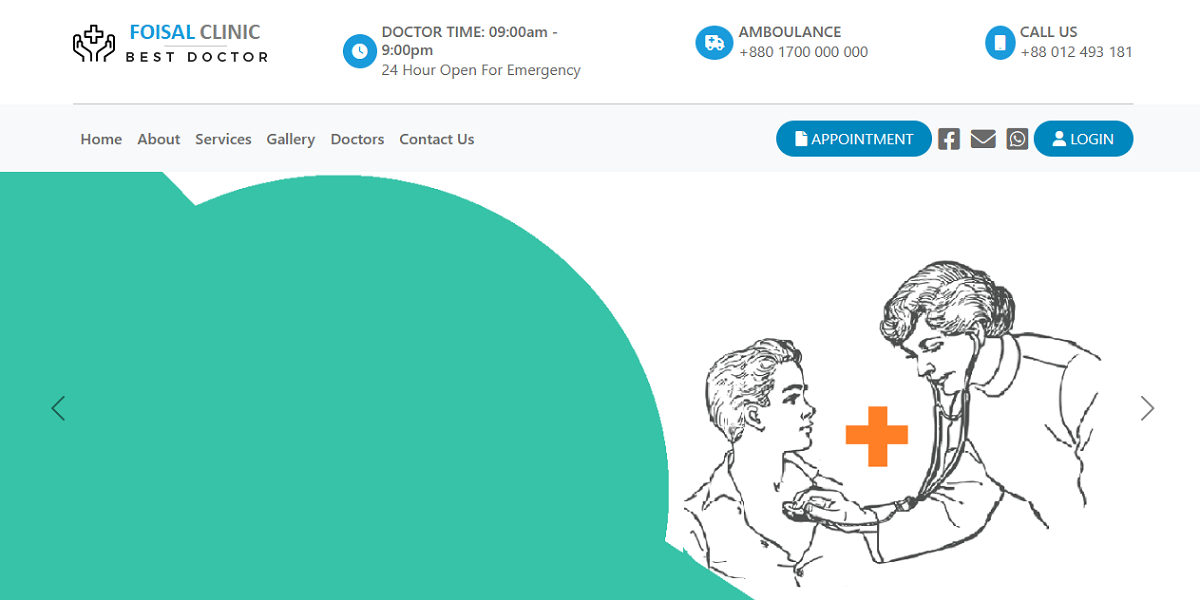 FOISAL CLINIC
BEST DOCTOR
DOCTOR TIME: 09:00am -
9:00pm
24 Hour Open For Emergency
AMBOULANCE
+880 1700 000 000
CALL US
+88 012 493 181
Home About Services Gallery Doctors Contact Us
APPOINTMENT
LOGIN